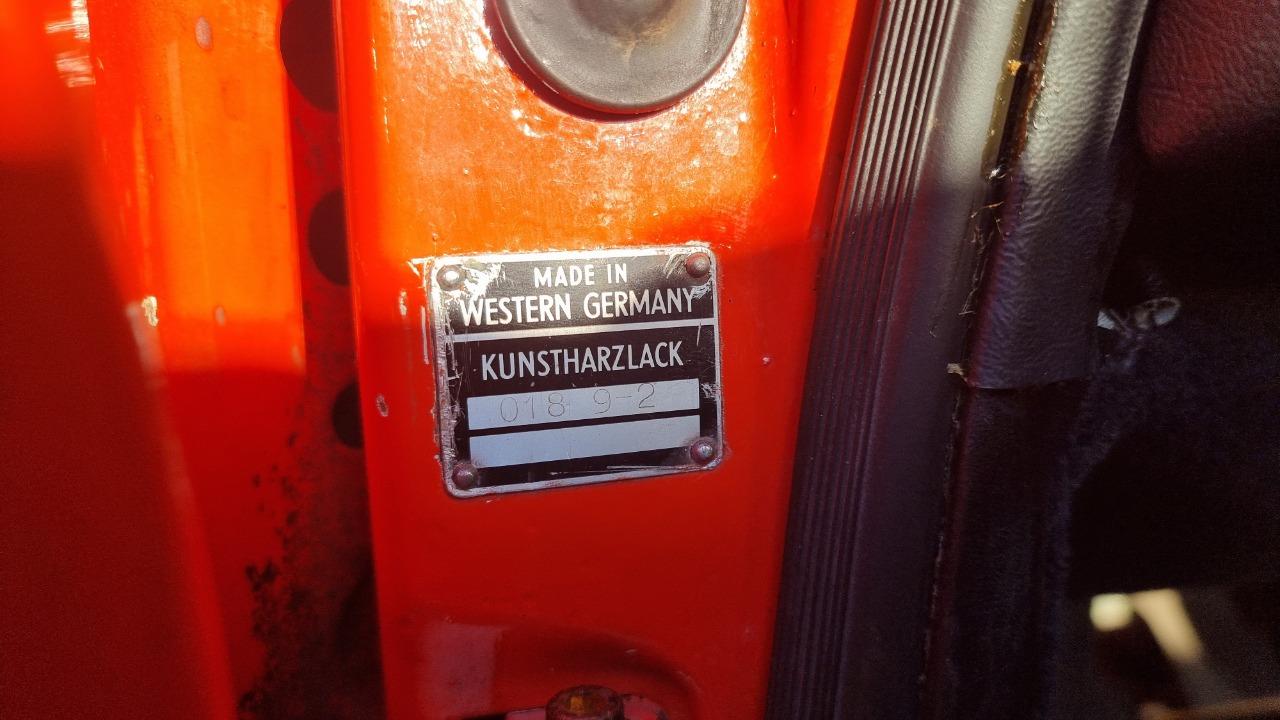 MADE IN
WESTERN GERMANY
KUNSTHARZLACK
018 9-2